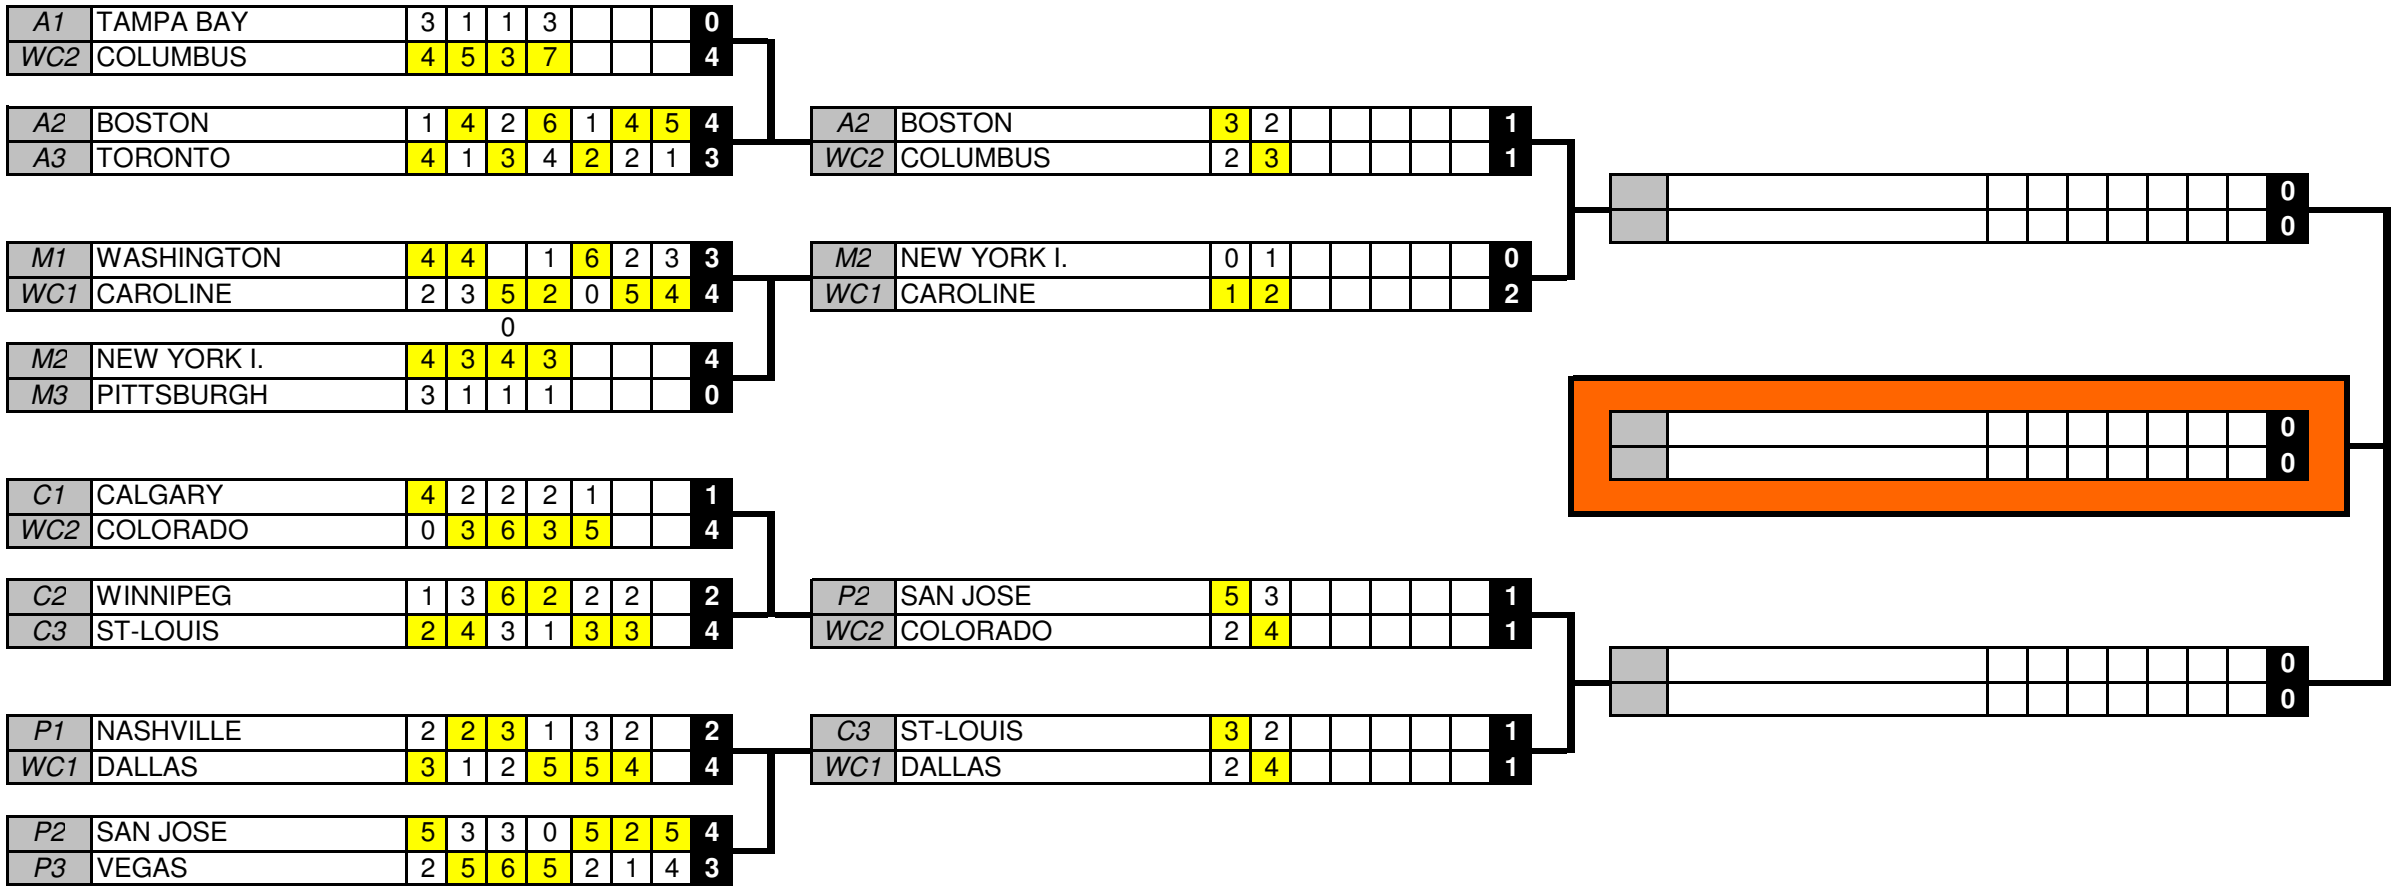 A1 TAMPA BAY 3 1 1 3 0
WC2 COLUMBUS 4 5 3 7 4
A2 BOSTON 1 4 2 6 1 4 5 4
A3 TORONTO 4 1 3 4 2 2 1 3
A2 BOSTON 3 2 1
WC2 COLUMBUS 2 3 1
0
0
M1 WASHINGTON 4 4 1 6 2 3 3
WC1 CAROLINE 2 3 5 2 0 5 4 4
0
M2 NEW YORK I. 0 1 0
WC1 CAROLINE 1 2 2
M2 NEW YORK I. 4 3 4 3 4
M3 PITTSBURGH 3 1 1 1 0
0
0
C1 CALGARY 4 2 2 2 1 1
WC2 COLORADO 0 3 6 3 5 4
C2 WINNIPEG 1 3 6 2 2 2 2
C3 ST-LOUIS 2 4 3 1 3 3 4
P2 SAN JOSE 5 3 1
WC2 COLORADO 2 4 1
0
0
P1 NASHVILLE 2 2 3 1 3 2 2
WC1 DALLAS 3 1 2 5 5 4 4
C3 ST-LOUIS 3 2 1
WC1 DALLAS 2 4 1
P2 SAN JOSE 5 3 3 0 5 2 5 4
P3 VEGAS 2 5 6 5 2 1 4 3